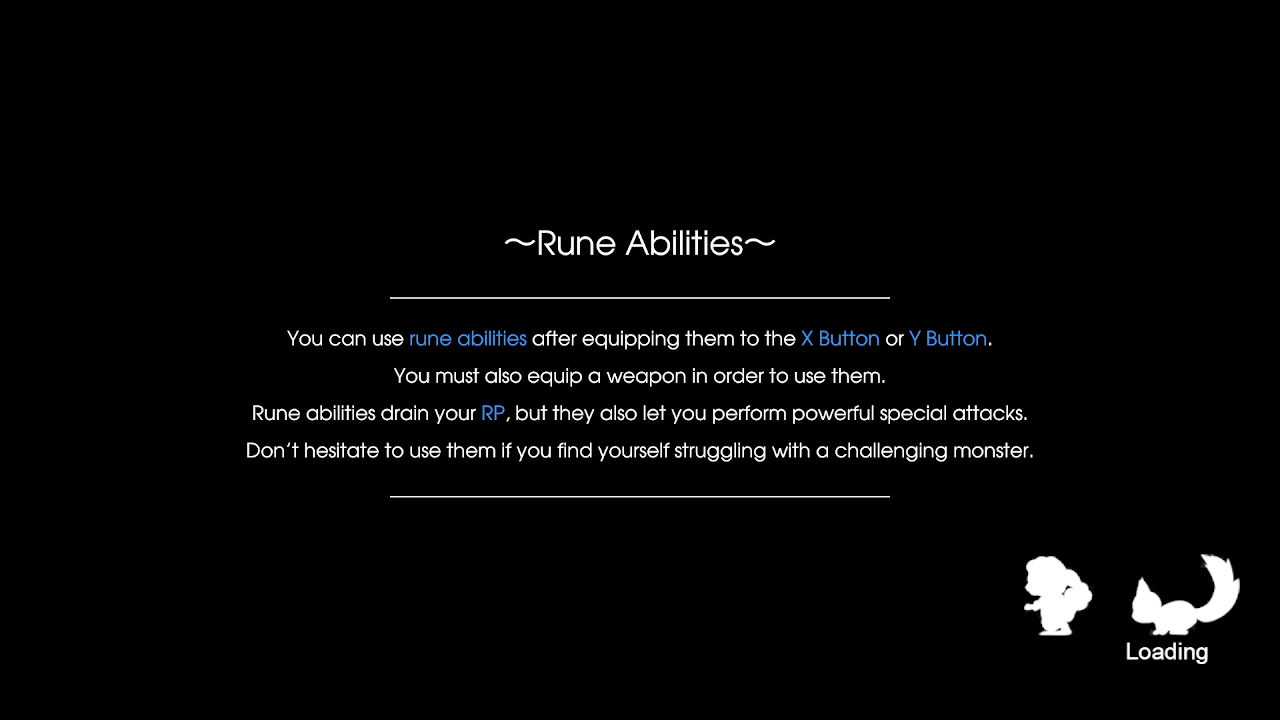 ～Rune Abilities～
You can use rune abilities after equipping them to the X Button or Y Button.
You must also equip a weapon in order to use them.
Rune abilities drain your RP, but they also let you perform powerful special attacks.
Don’t hesitate to use them if you find yourself struggling with a challenging monster.
Loading